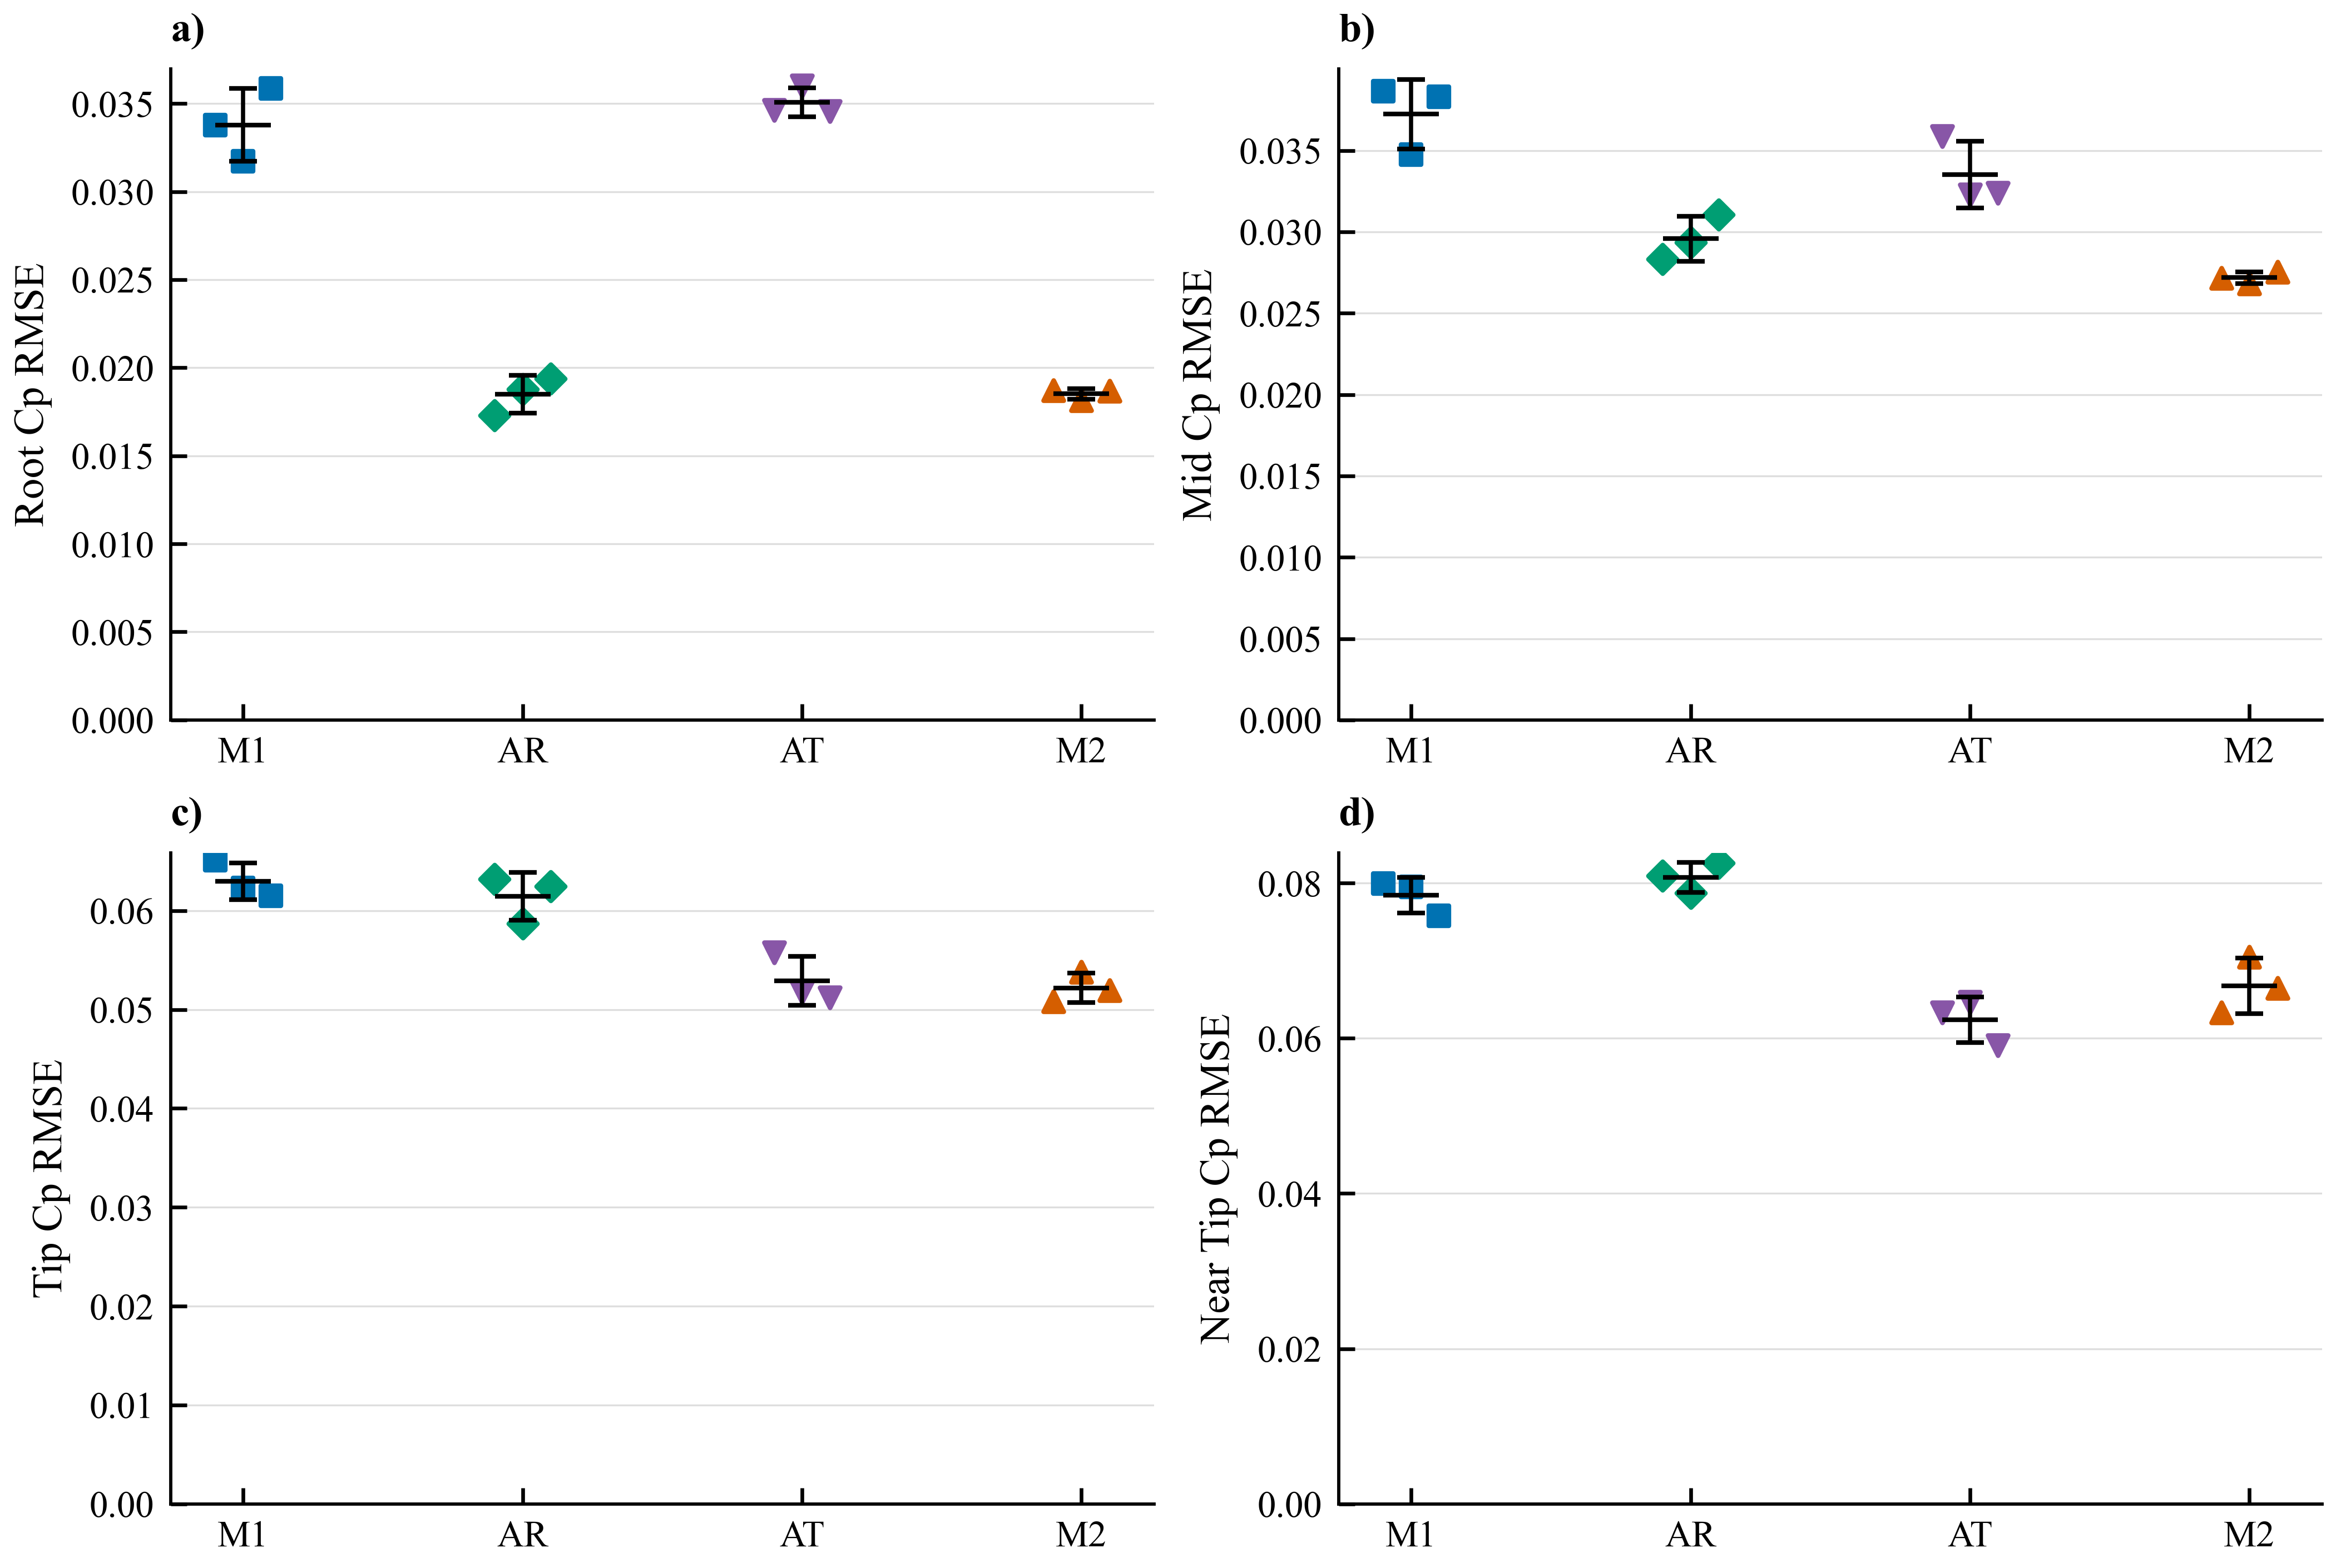 a)
Root Cp RMSE
0.035
0.030
0.025
0.020
0.015
0.010
0.005
0.000
M1 AR AT M2
b)
Mid Cp RMSE
0.035
0.030
0.025
0.020
0.015
0.010
0.005
0.000
M1 AR AT M2
c)
Tip Cp RMSE
0.06
0.05
0.04
0.03
0.02
0.01
0.00
M1 AR AT M2
d)
Near Tip Cp RMSE
0.08
0.06
0.04
0.02
0.00
M1 AR AT M2